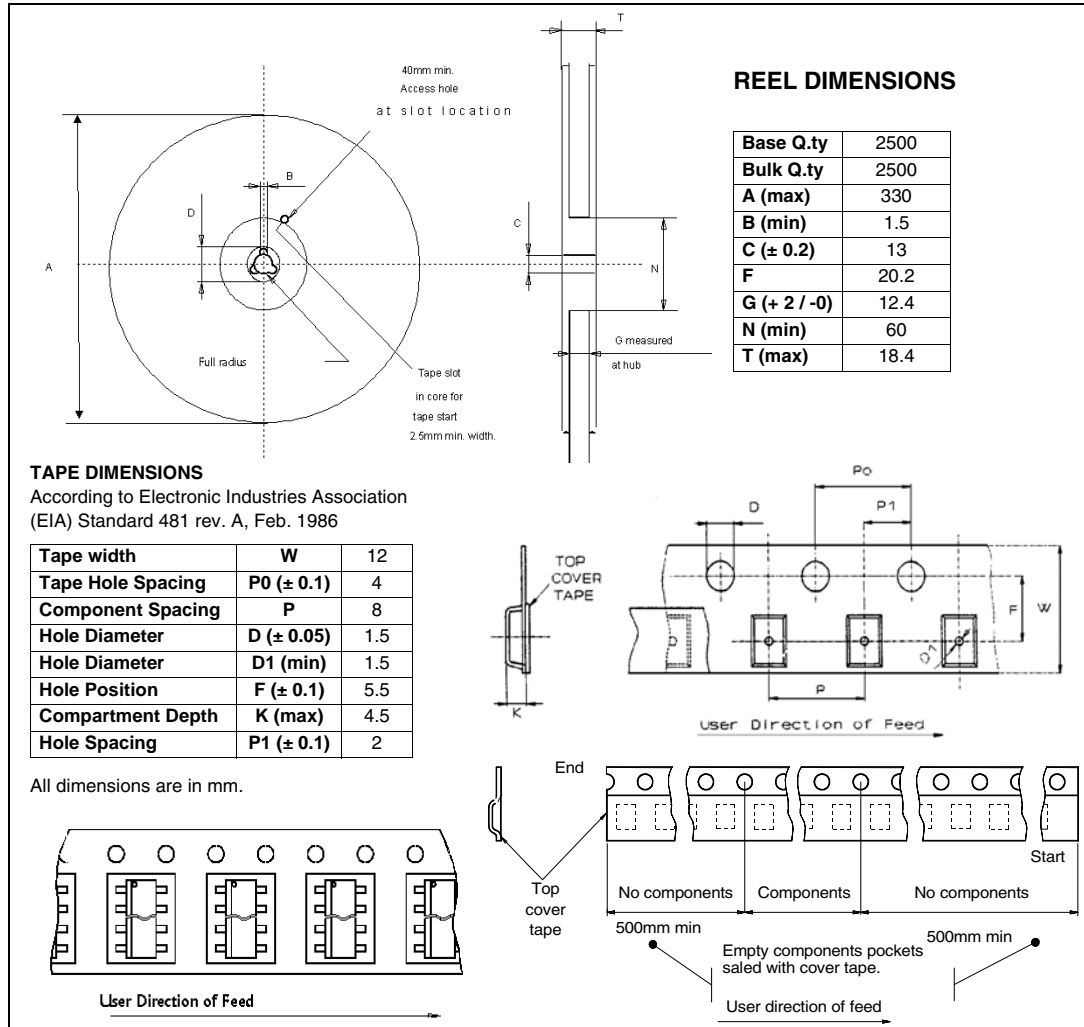 T
40mm min.
Access hole
at slot location
B
D
C
A
N
G measured
at hub
Full radius
Tape slot
in core for
tape start
2.5mm min. width.
REEL DIMENSIONS
Base Q.ty 2500
Bulk Q.ty 2500
A (max) 330
B (min) 1.5
C (± 0.2) 13
F 20.2
G (+ 2 / -0) 12.4
N (min) 60
T (max) 18.4
TAPE DIMENSIONS
According to Electronic Industries Association
(EIA) Standard 481 rev. A, Feb. 1986
Tape width W 12
Tape Hole Spacing P0 (± 0.1) 4
Component Spacing P 8
Hole Diameter D (± 0.05) 1.5
Hole Diameter D1 (min) 1.5
Hole Position F (± 0.1) 5.5
Compartment Depth K (max) 4.5
Hole Spacing P1 (± 0.1) 2
All dimensions are in mm.
Po
D
P1
TOP
COVER
TAPE
F
W
D1
K
P
User Direction of Feed
End
Start
Top
cover
tape
No components
Components
No components
500mm min
500mm min
Empty components pockets
saled with cover tape.
User direction of feed
User Direction of Feed